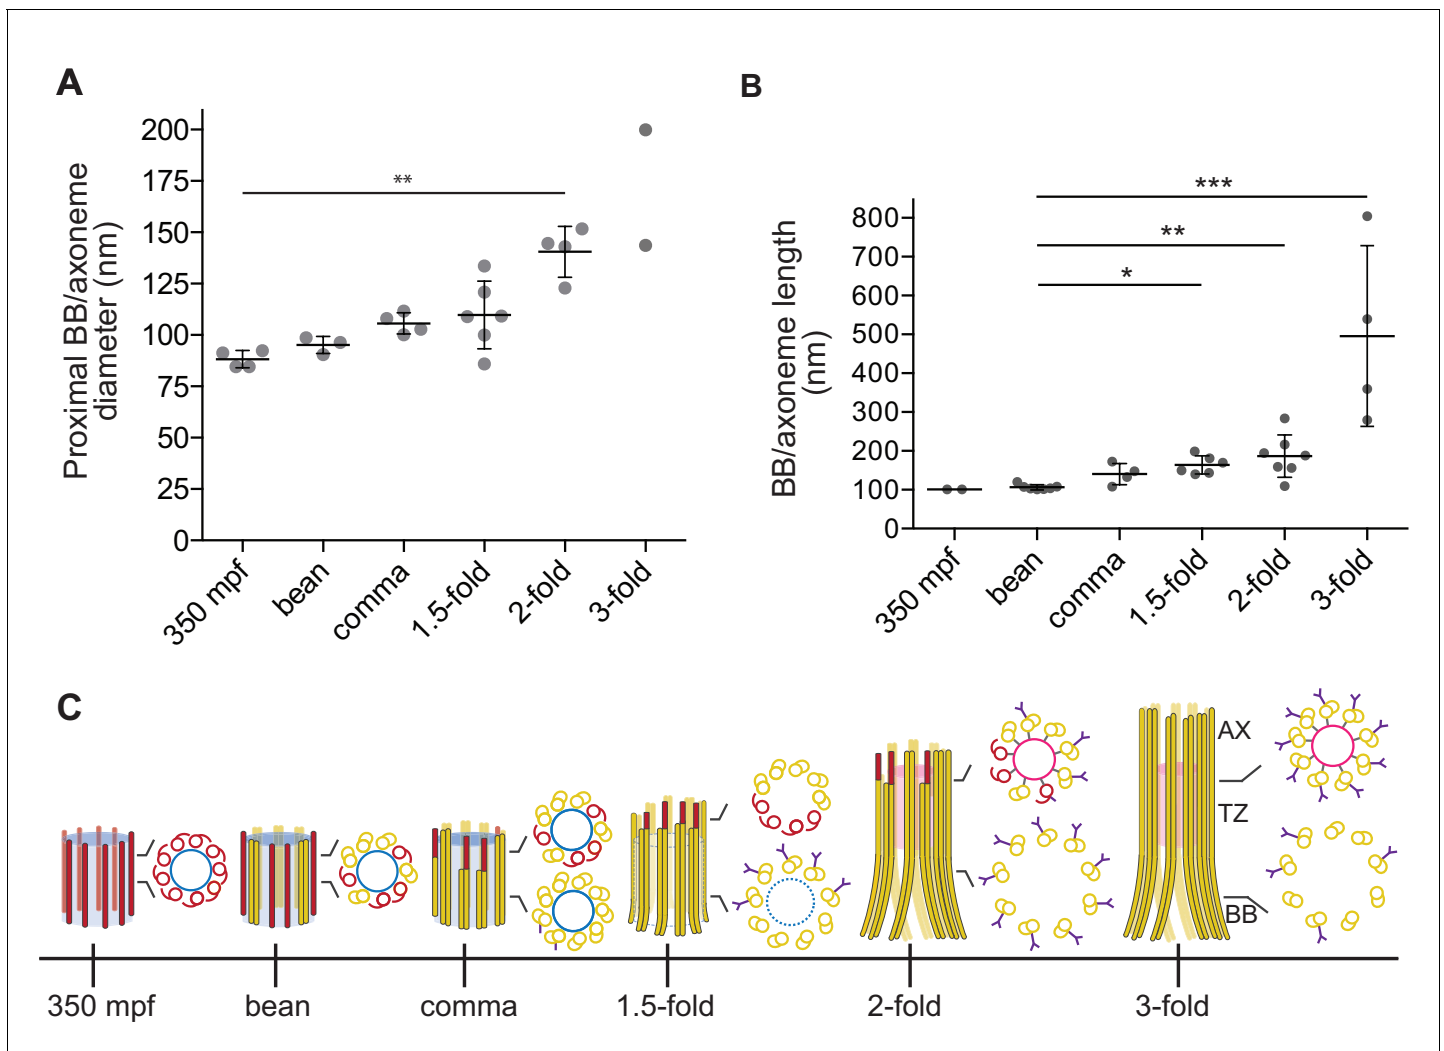 A
Proximal BB/axoneme
diameter (nm)
200
175
150
125
100
75
50
25
0
**
350 mpf
bean
comma
1.5-fold
2-fold
3-fold
B
BB/axoneme length
(nm)
800
700
600
500
400
300
200
100
0
***
**
*
350 mpf
bean
comma
1.5-fold
2-fold
3-fold
C
AX
TZ
BB
350 mpf
bean
comma
1.5-fold
2-fold
3-fold